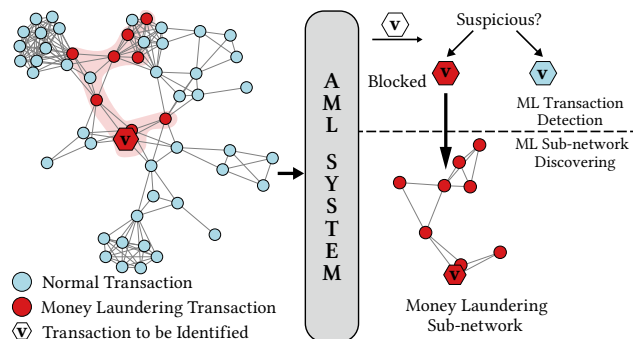 v
Normal Transaction
Money Laundering Transaction
v
Transaction to be Identified
AML SYSTEM
v
Suspicious?
Blocked
v
v
ML Transaction
Detection
ML Sub-network
Discovering
v
Money Laundering
Sub-network